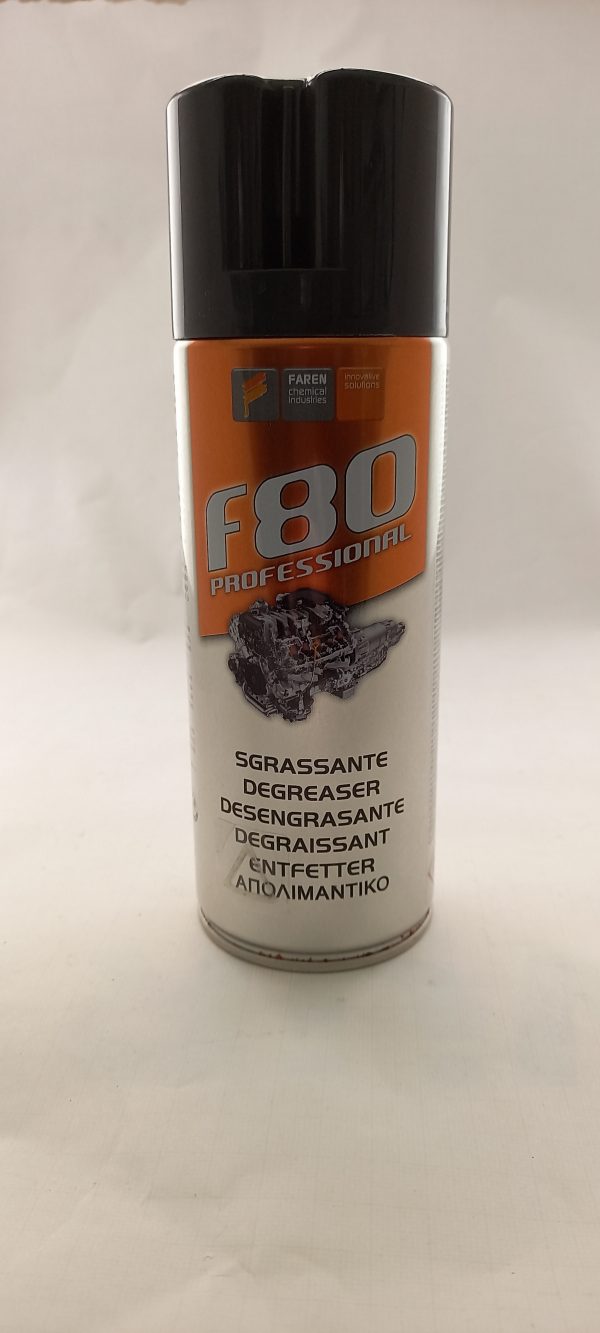 FAREN
chemical
industries
innovative
solutions
F80
PROFESSIONAL
SGRASSANTE
DEGREASER
DESENGRASANTE
DEGRAISSANT
ENTFETTER
ΑΠΟΛΙΜΑΝΤΙΚΟ